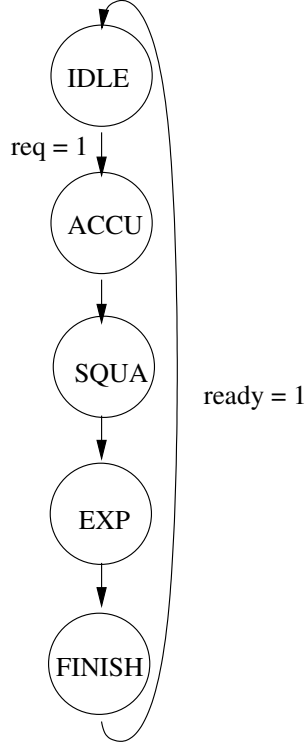 IDLE
req = 1
ACCU
SQUA
ready = 1
EXP
FINISH